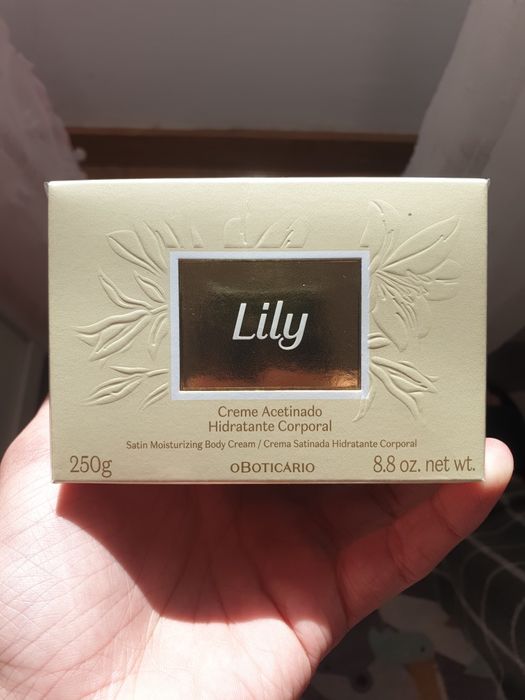 Lily
Creme Acetinado
Hidratante Corporal
Satin Moisturizing Body Cream / Crema Satinada Hidratante Corporal
250g
oBOTICÁRIO
8.8 oz. net wt.